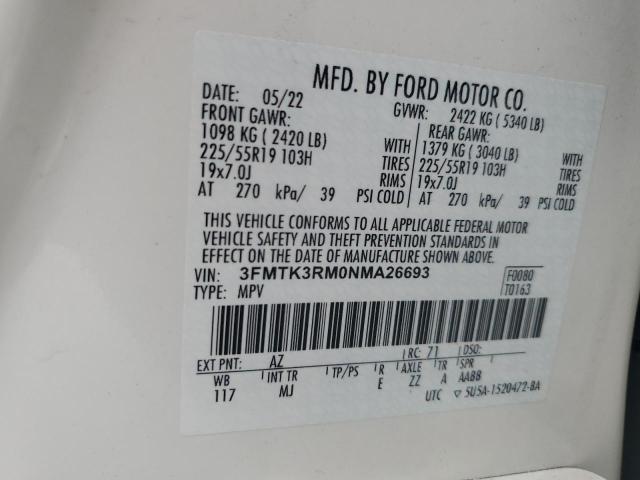 MFD. BY FORD MOTOR CO.
DATE: 05/22 GVWR: 2422 KG ( 5340 LB)
FRONT GAWR: REAR GAWR:
1098 KG ( 2420 LB) WITH 1379 KG ( 3040 LB) WITH
225/55R19 103H TIRES 225/55R19 103H TIRES
19x7.0J RIMS 19x7.0J RIMS
AT 270 kPa/ 39 PSI COLD AT 270 kPa/ 39 PSI COLD
THIS VEHICLE CONFORMS TO ALL APPLICABLE FEDERAL MOTOR
VEHICLE SAFETY AND THEFT PREVENTION STANDARDS IN
EFFECT ON THE DATE OF MANUFACTURE SHOWN ABOVE.
VIN: 3FMTK3RM0NMA26693 F0080
TYPE: MPV T0163
EXT PNT: AZ RC: 71 DSO:
WB INT TR TP/PS R AXLE TR SPR
117 MJ E ZZ A AABB
UTC ▽ 5U5A-1520472-BA